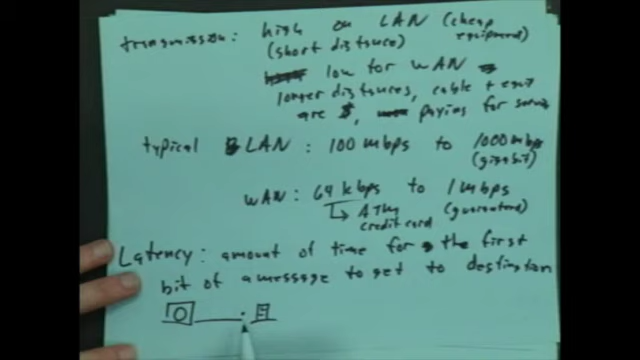 transmission: high on LAN (cheap equipment)
(short distance)
low for WAN
longer distances, cable + equip
are $, paying for service
typical LAN: 100 mbps to 1000 mbps
(gigabit)
WAN: 64 kbps to 1 mbps
ATM, credit card (guaranteed)
Latency: amount of time for the first
bit of a message to get to destination